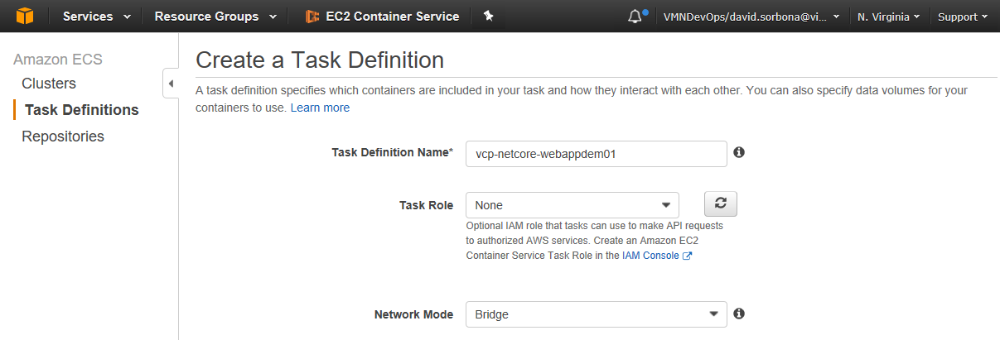 Services Resource Groups EC2 Container Service VMNDevOps/david.sorbona@vi... N. Virginia Support
Amazon ECS
Clusters
Task Definitions
Repositories
Create a Task Definition
A task definition specifies which containers are included in your task and how they interact with each other. You can also specify data volumes for your
containers to use. Learn more
Task Definition Name* vcp-netcore-webappdem01
Task Role None
Optional IAM role that tasks can use to make API requests
to authorized AWS services. Create an Amazon EC2
Container Service Task Role in the IAM Console
Network Mode Bridge